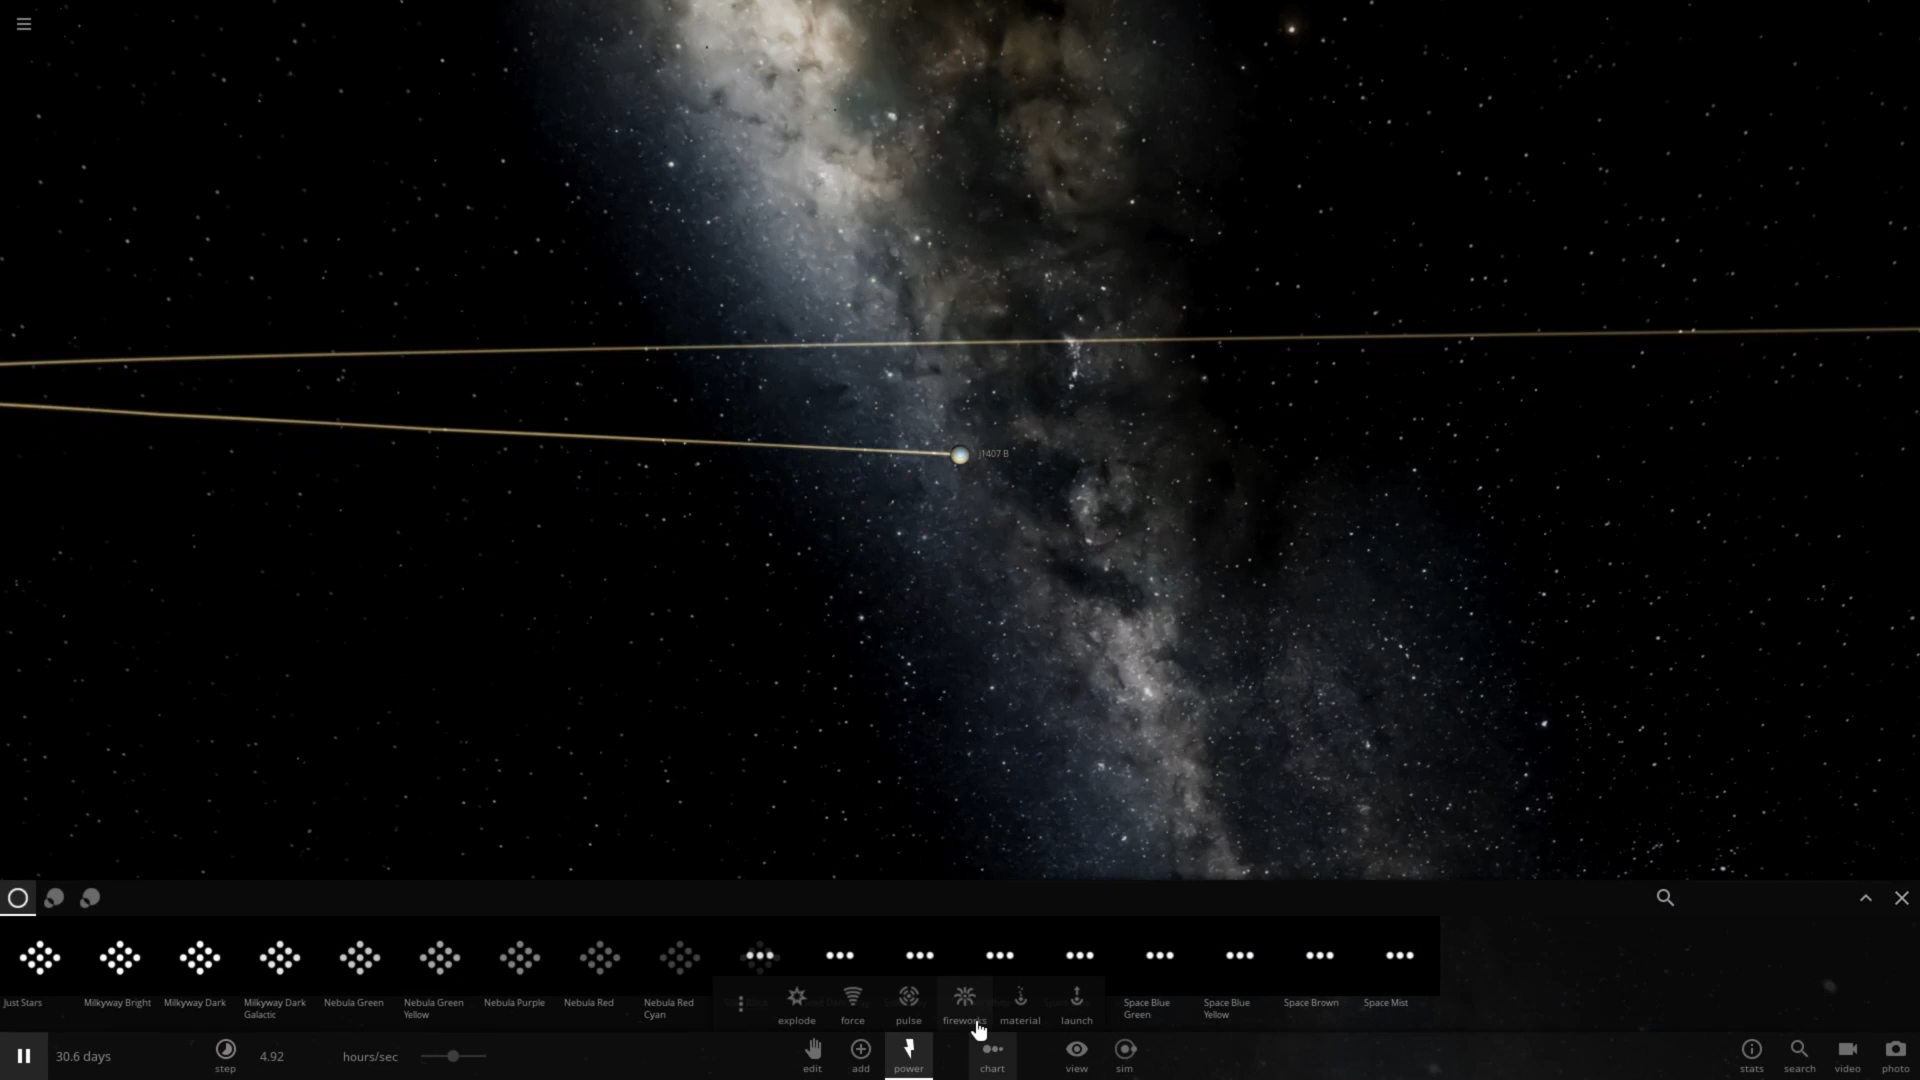 j1407 B
Just Stars
Milkyway Bright
Milkyway Dark
Milkyway Dark
Galactic
Nebula Green
Nebula Green
Yellow
Nebula Purple
Nebula Red
Nebula Red
Cyan
Space Blue
Green
Space Blue
Yellow
Space Brown
Space Mist
explode
force
pulse
fireworks
material
launch
30.6 days
step
4.92
hours/sec
edit
add
power
chart
view
sim
stats
search
video
photo